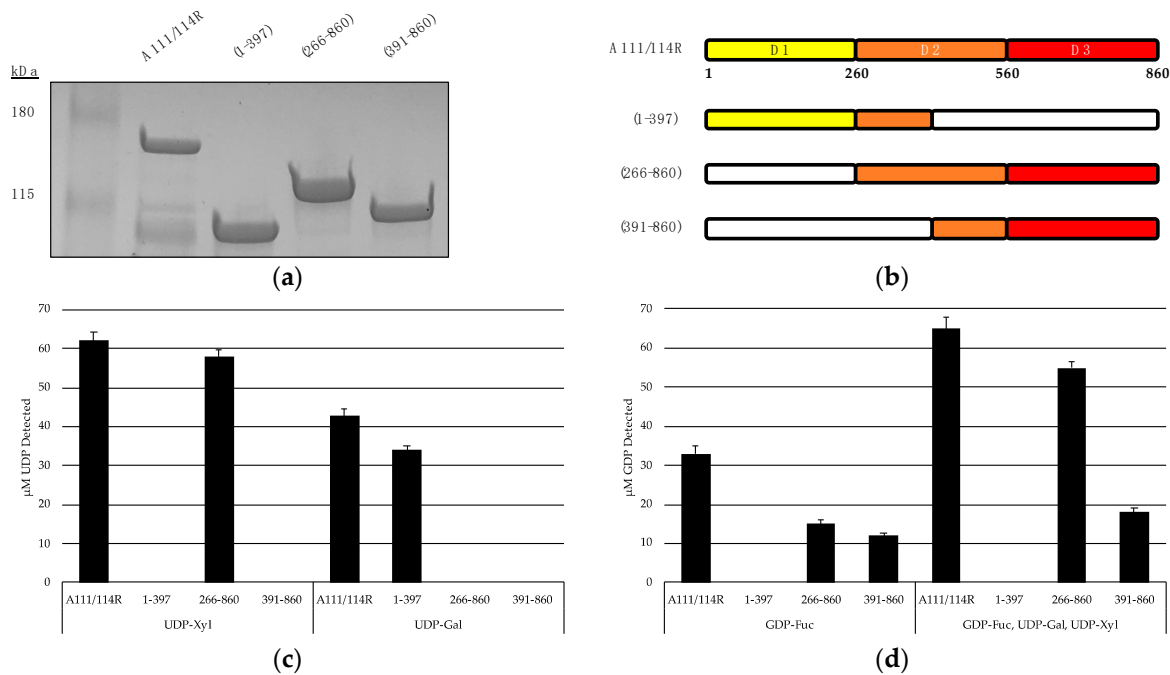 A111/114R
(1-397)
(266-860)
(391-860)
kDa
180
115
(a)
A111/114R
D1 D2 D3
1 260 560 860
(1-397)
(266-860)
(391-860)
(b)
70
60
50
40
30
20
10
0
µM UDP Detected
A111/114R 1-397 266-860 391-860 A111/114R 1-397 266-860 391-860
UDP-Xyl UDP-Gal
(c)
70
60
50
40
30
20
10
0
µM GDP Detected
A111/114R 1-397 266-860 391-860 A111/114R 1-397 266-860 391-860
GDP-Fuc GDP-Fuc, UDP-Gal, UDP-Xyl
(d)